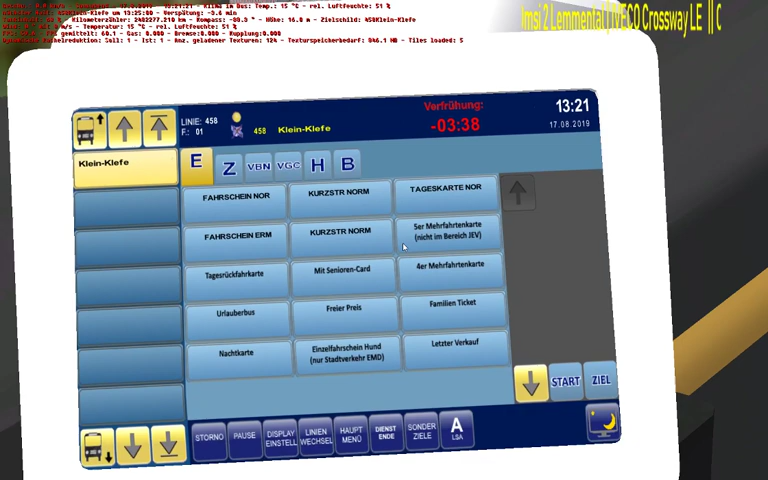 Omsi 2 Lemmental | IVECO Crossway LE || C
LINIE: 458
F.: 01
458 Klein-Klefe
Verfrühung:
-03:38
13:21
17.08.2019
Klein-Klefe
E Z VBN VGC H B
FAHRSCHEIN NOR KURZSTR NORM TAGESKARTE NOR
FAHRSCHEIN ERM KURZSTR NORM 5er Mehrfahrtenkarte
(nicht im Bereich JEV)
Tagesrückfahrkarte Mit Senioren-Card 4er Mehrfahrtenkarte
Urlauberbus Freier Preis Familien Ticket
Nachtkarte Einzelfahrschein Hund
(nur Stadtverkehr EMD) Letzter Verkauf
START ZIEL
STORNO PAUSE DISPLAY
EINSTELL LINIEN
WECHSEL HAUPT
MENÜ DIENST
ENDE SONDER
ZIELE A
LSA